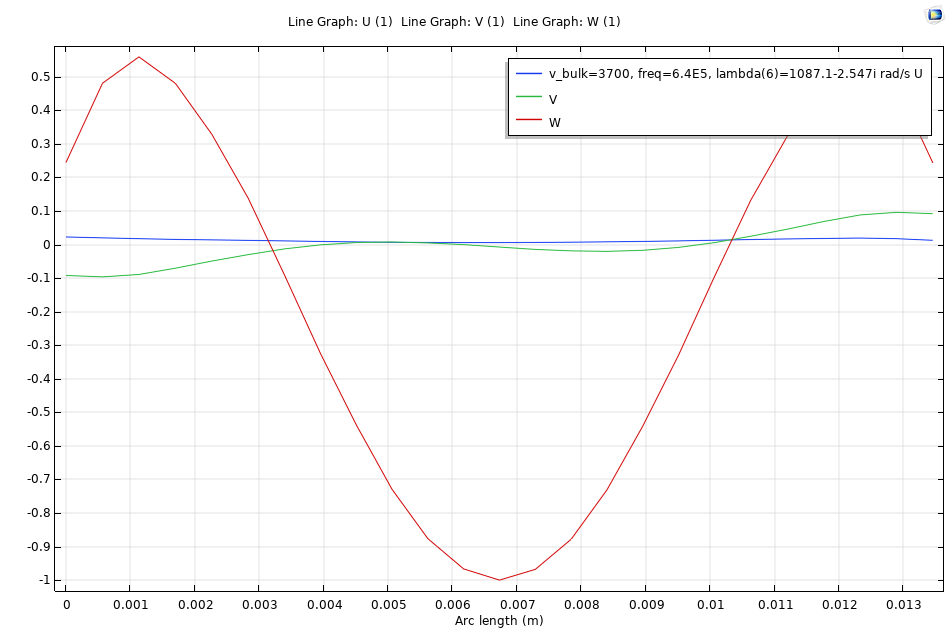 Line Graph: U (1) Line Graph: V (1) Line Graph: W (1)
v_bulk=3700, freq=6.4E5, lambda(6)=1087.1-2.547i rad/s U
V
W
0.5
0.4
0.3
0.2
0.1
0
-0.1
-0.2
-0.3
-0.4
-0.5
-0.6
-0.7
-0.8
-0.9
-1
0 0.001 0.002 0.003 0.004 0.005 0.006 0.007 0.008 0.009 0.01 0.011 0.012 0.013
Arc length (m)